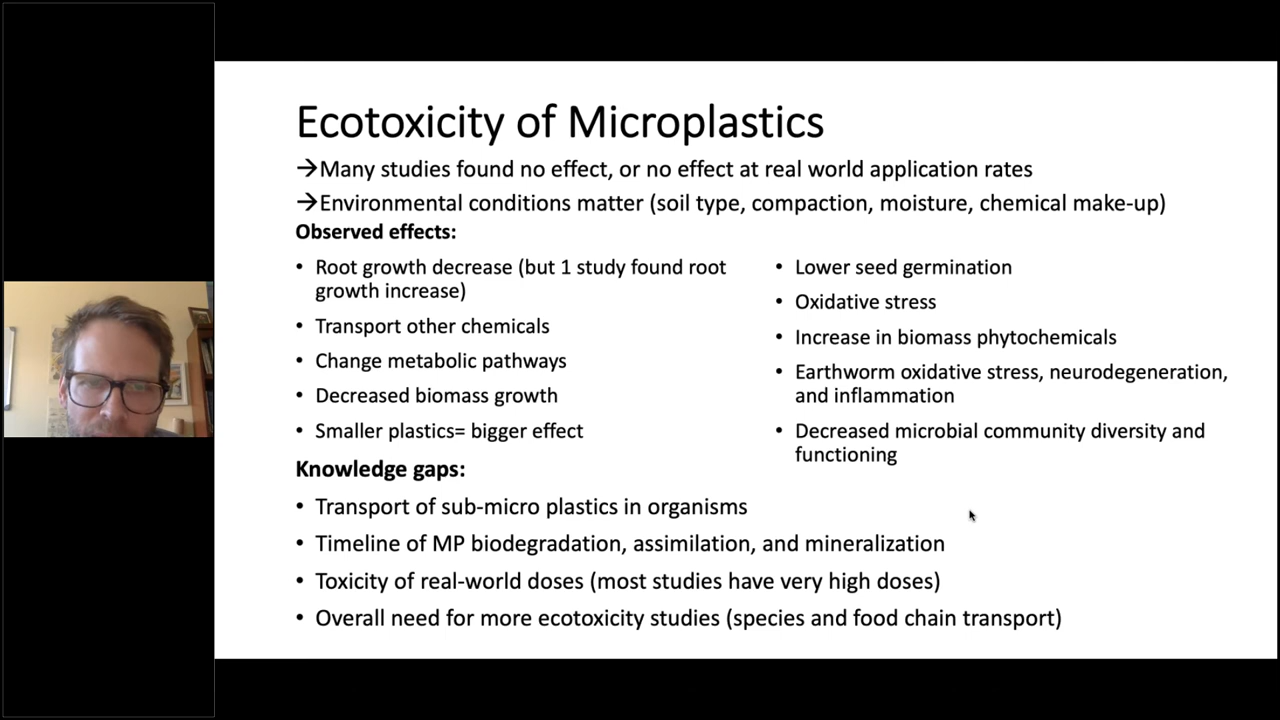 Ecotoxicity of Microplastics
→Many studies found no effect, or no effect at real world application rates
→Environmental conditions matter (soil type, compaction, moisture, chemical make-up)
Observed effects:
• Root growth decrease (but 1 study found root
growth increase)
• Transport other chemicals
• Change metabolic pathways
• Decreased biomass growth
• Smaller plastics= bigger effect
• Lower seed germination
• Oxidative stress
• Increase in biomass phytochemicals
• Earthworm oxidative stress, neurodegeneration,
and inflammation
• Decreased microbial community diversity and
functioning
Knowledge gaps:
• Transport of sub-micro plastics in organisms
• Timeline of MP biodegradation, assimilation, and mineralization
• Toxicity of real-world doses (most studies have very high doses)
• Overall need for more ecotoxicity studies (species and food chain transport)